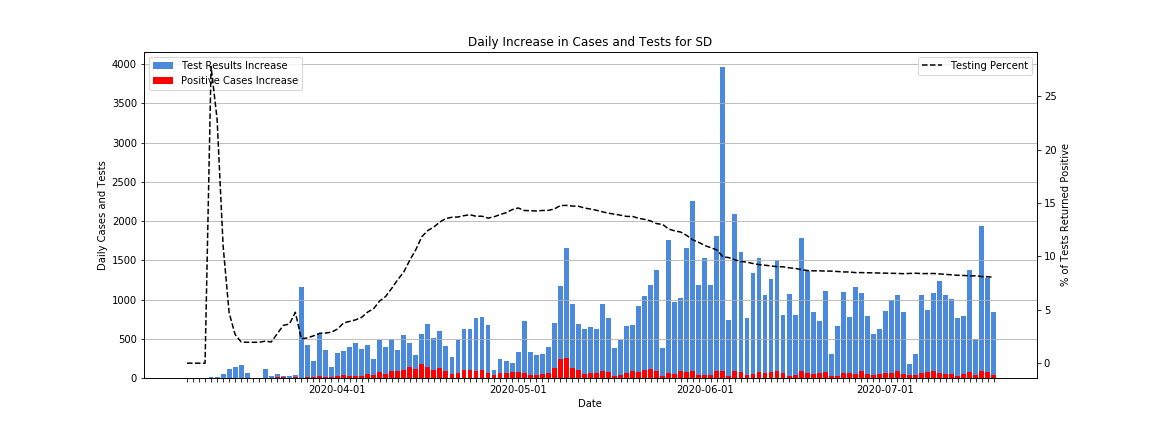 Daily Increase in Cases and Tests for SD
Test Results Increase
Positive Cases Increase
Testing Percent
Daily Cases and Tests
4000
3500
3000
2500
2000
1500
1000
500
0
% of Tests Returned Positive
25
20
15
10
5
0
2020-04-01
2020-05-01
2020-06-01
2020-07-01
Date